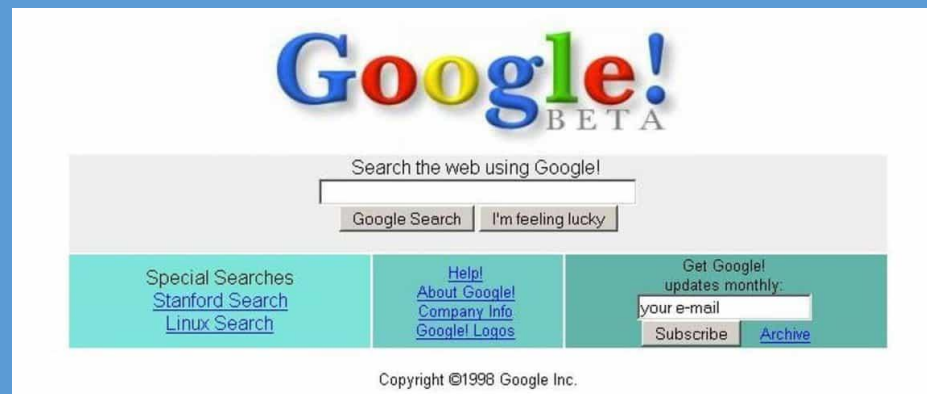 Google!
BETA
Search the web using Google!
Google Search I'm feeling lucky
Special Searches
Stanford Search
Linux Search
Help!
About Google!
Company Info
Google! Logos
Get Google!
updates monthly:
your e-mail
Subscribe Archive
Copyright ©1998 Google Inc.